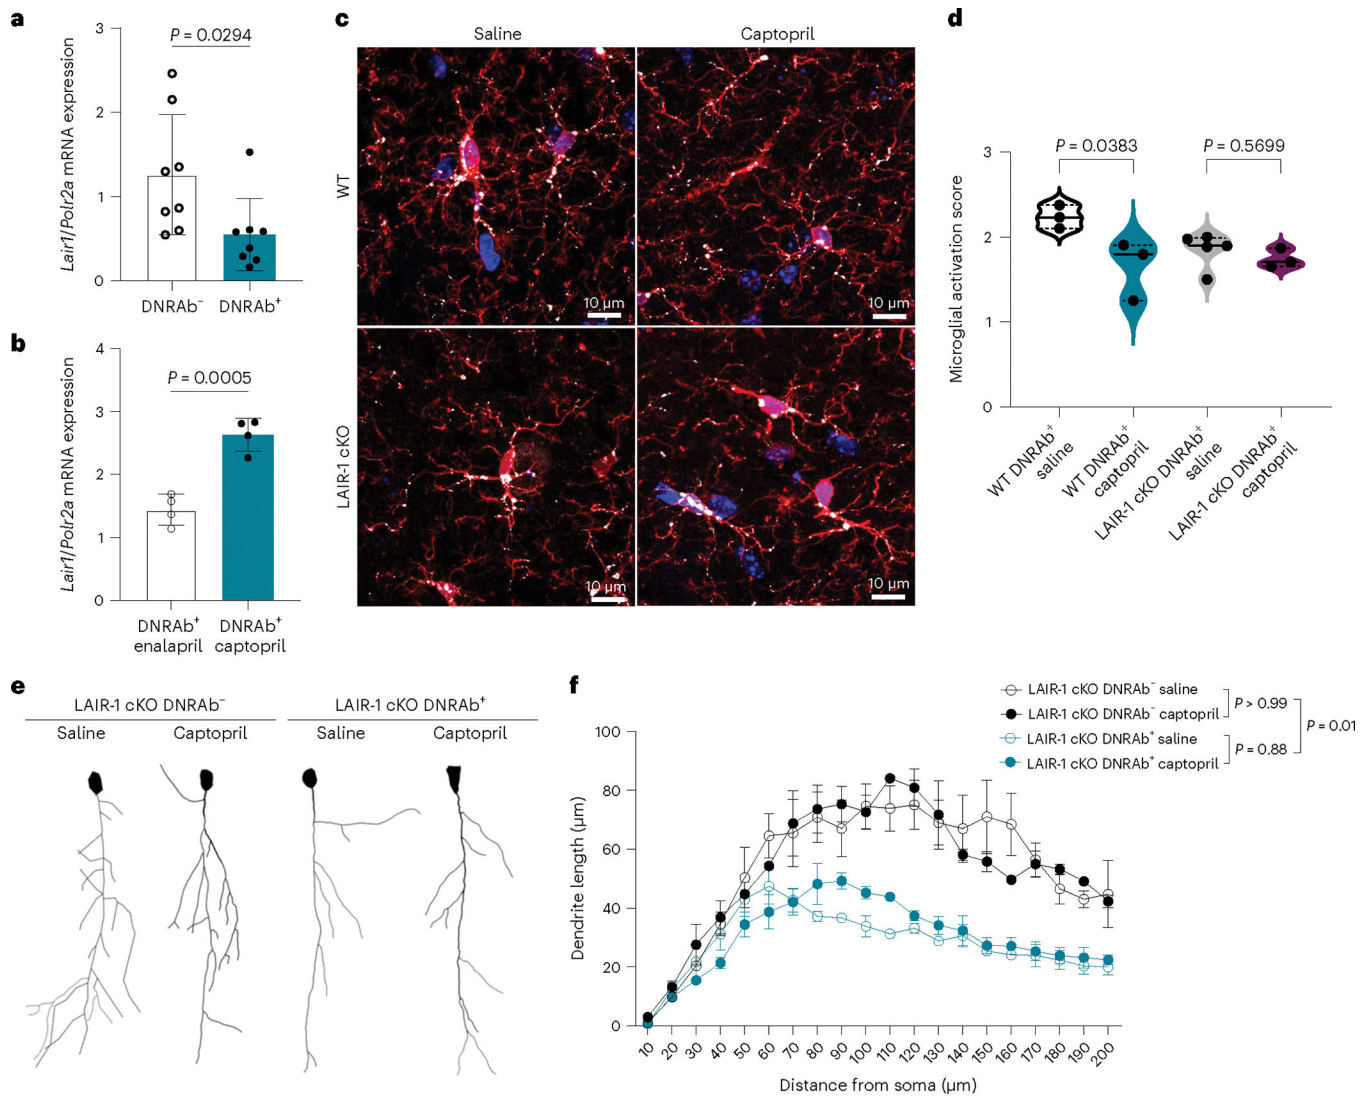 a
3
2
1
0
Lair1/Polr2a mRNA expression
P = 0.0294
DNRAb⁻
DNRAb⁺
b
4
3
2
1
0
Lair1/Polr2a mRNA expression
P = 0.0005
DNRAb⁺
enalapril
DNRAb⁺
captopril
c
Saline
Captopril
WT
LAIR-1 cKO
10 µm
10 µm
10 µm
10 µm
d
3
2
1
0
Microglial activation score
P = 0.0383
P = 0.5699
WT DNRAb⁺
saline
WT DNRAb⁺
captopril
LAIR-1 cKO DNRAb⁺
saline
LAIR-1 cKO DNRAb⁺
captopril
e
LAIR-1 cKO DNRAb⁻
LAIR-1 cKO DNRAb⁺
Saline
Captopril
Saline
Captopril
f
LAIR-1 cKO DNRAb⁻ saline
LAIR-1 cKO DNRAb⁻ captopril
LAIR-1 cKO DNRAb⁺ saline
LAIR-1 cKO DNRAb⁺ captopril
P > 0.99
P = 0.88
P = 0.01
100
80
60
40
20
0
Dendrite length (µm)
10 20 30 40 50 60 70 80 90 100 110 120 130 140 150 160 170 180 190 200
Distance from soma (µm)